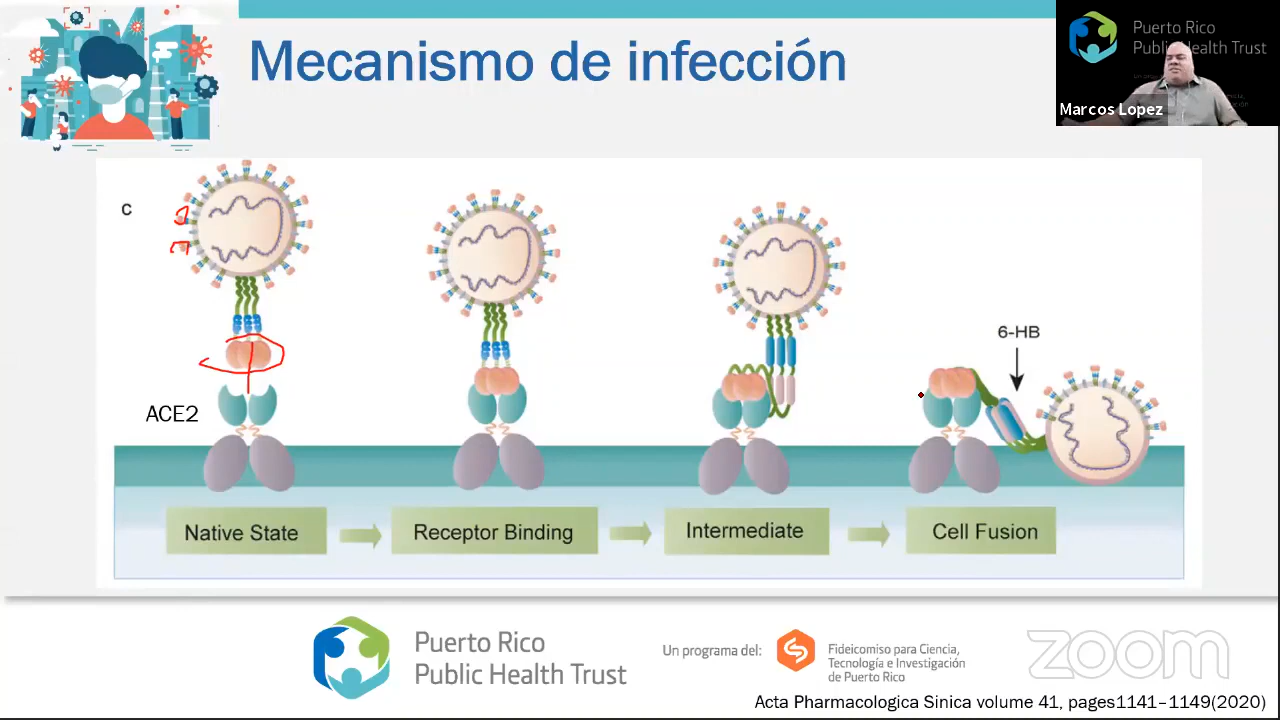 Mecanismo de infección
Puerto Rico
Public Health Trust
Marcos Lopez
C
6-HB
ACE2
Native State
Receptor Binding
Intermediate
Cell Fusion
Puerto Rico
Public Health Trust
Un programa del:
Fideicomiso para Ciencia,
Tecnología e Investigación
de Puerto Rico
zoom
Acta Pharmacologica Sinica volume 41, pages1141–1149(2020)